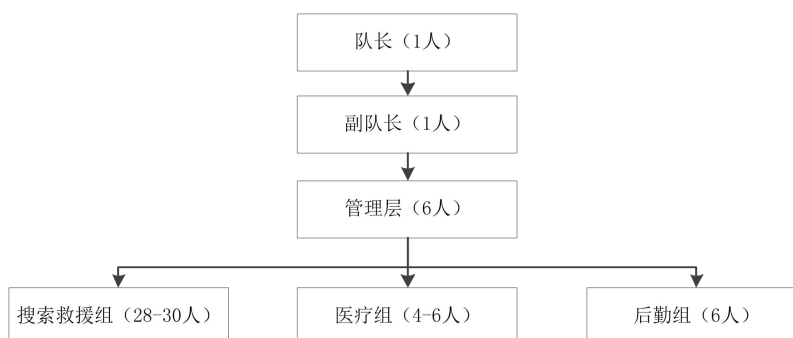 队长（1人）
副队长（1人）
管理层（6人）
搜索救援组（28-30人）
医疗组（4-6人）
后勤组（6人）